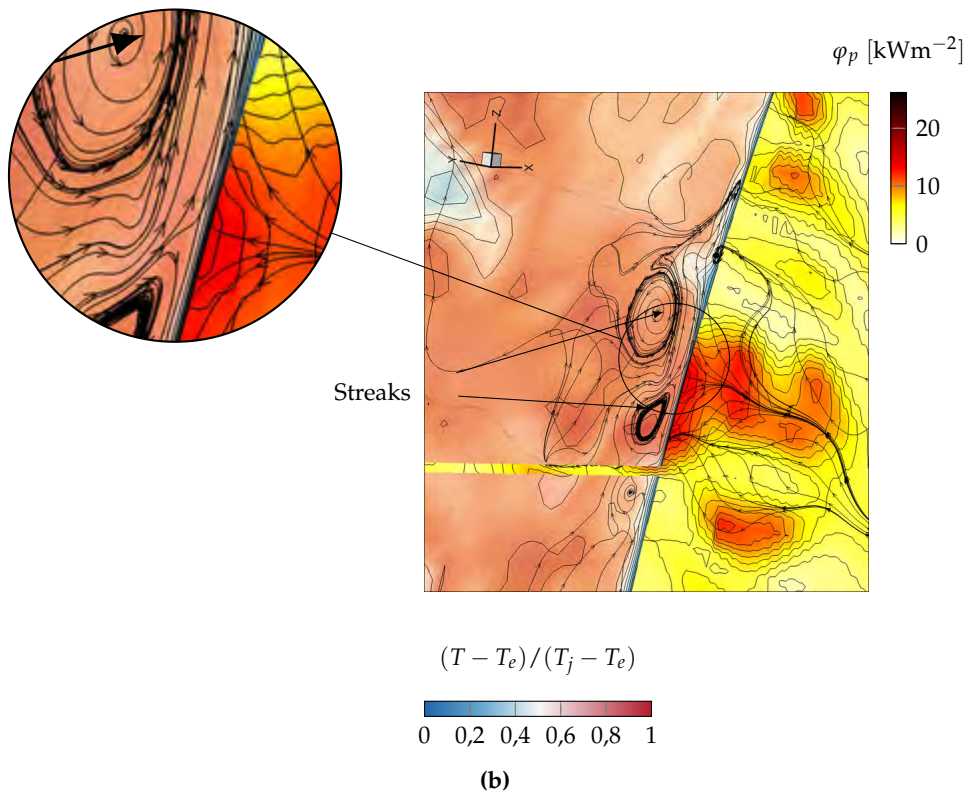 φp [kWm−2]
20
10
0
Z
Y
X
Streaks
(T − Te)/(Tj − Te)
0 0,2 0,4 0,6 0,8 1
(b)